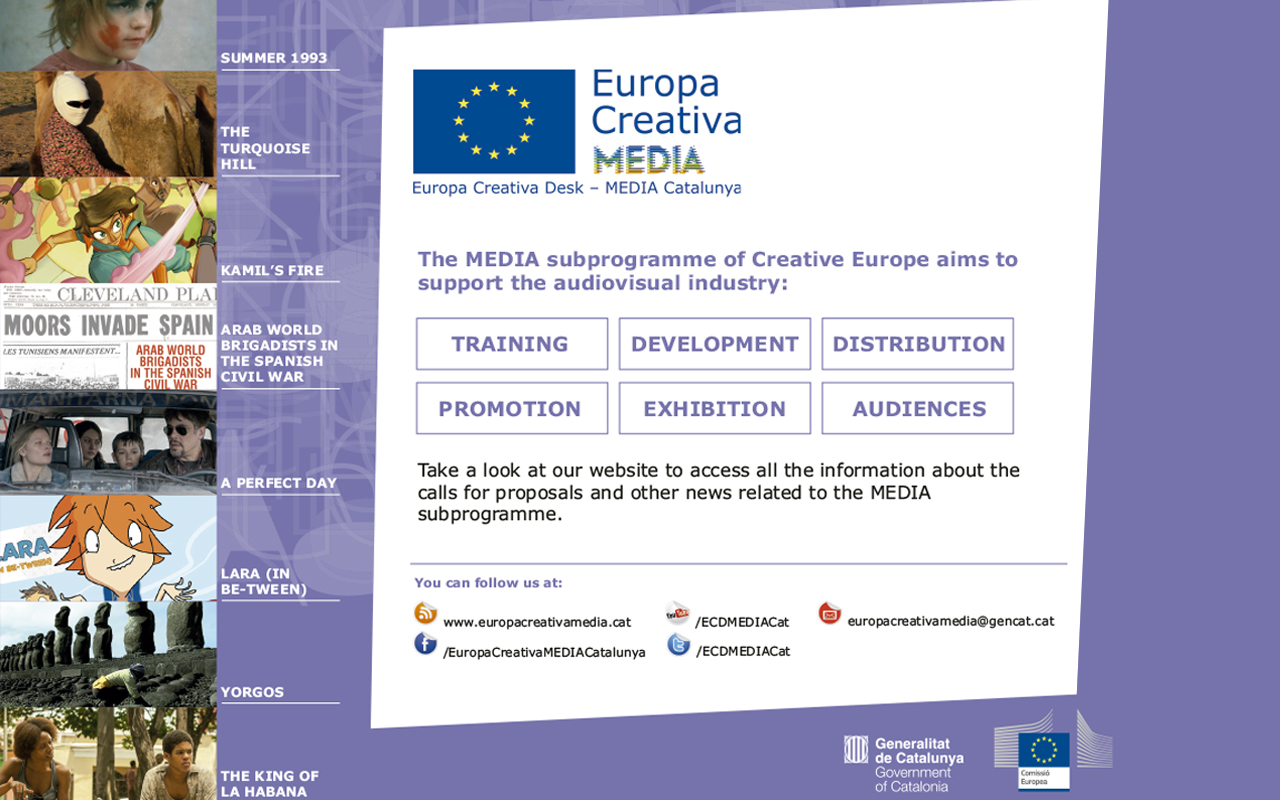 SUMMER 1993
THE
TURQUOISE
HILL
KAMIL'S FIRE
CLEVELAND PLAI
MOORS INVADE SPAIN
LES TUNISIENS MANIFESTENT...
ARAB WORLD
BRIGADISTS
IN THE SPANISH
CIVIL WAR
ARAB WORLD
BRIGADISTS IN
THE SPANISH
CIVIL WAR
A PERFECT DAY
LARA
(IN BE-TWEEN)
LARA (IN
BE-TWEEN)
YORGOS
THE KING OF
LA HABANA
Europa
Creativa
MEDIA
Europa Creativa Desk – MEDIA Catalunya
The MEDIA subprogramme of Creative Europe aims to
support the audiovisual industry:
TRAINING DEVELOPMENT DISTRIBUTION
PROMOTION EXHIBITION AUDIENCES
Take a look at our website to access all the information about the
calls for proposals and other news related to the MEDIA
subprogramme.
You can follow us at:
www.europacreativamedia.cat /ECDMEDIACat europacreativamedia@gencat.cat
/EuropaCreativaMEDIACatalunya /ECDMEDIACat
Generalitat
de Catalunya
Government
of Catalonia
Comissió
Europea